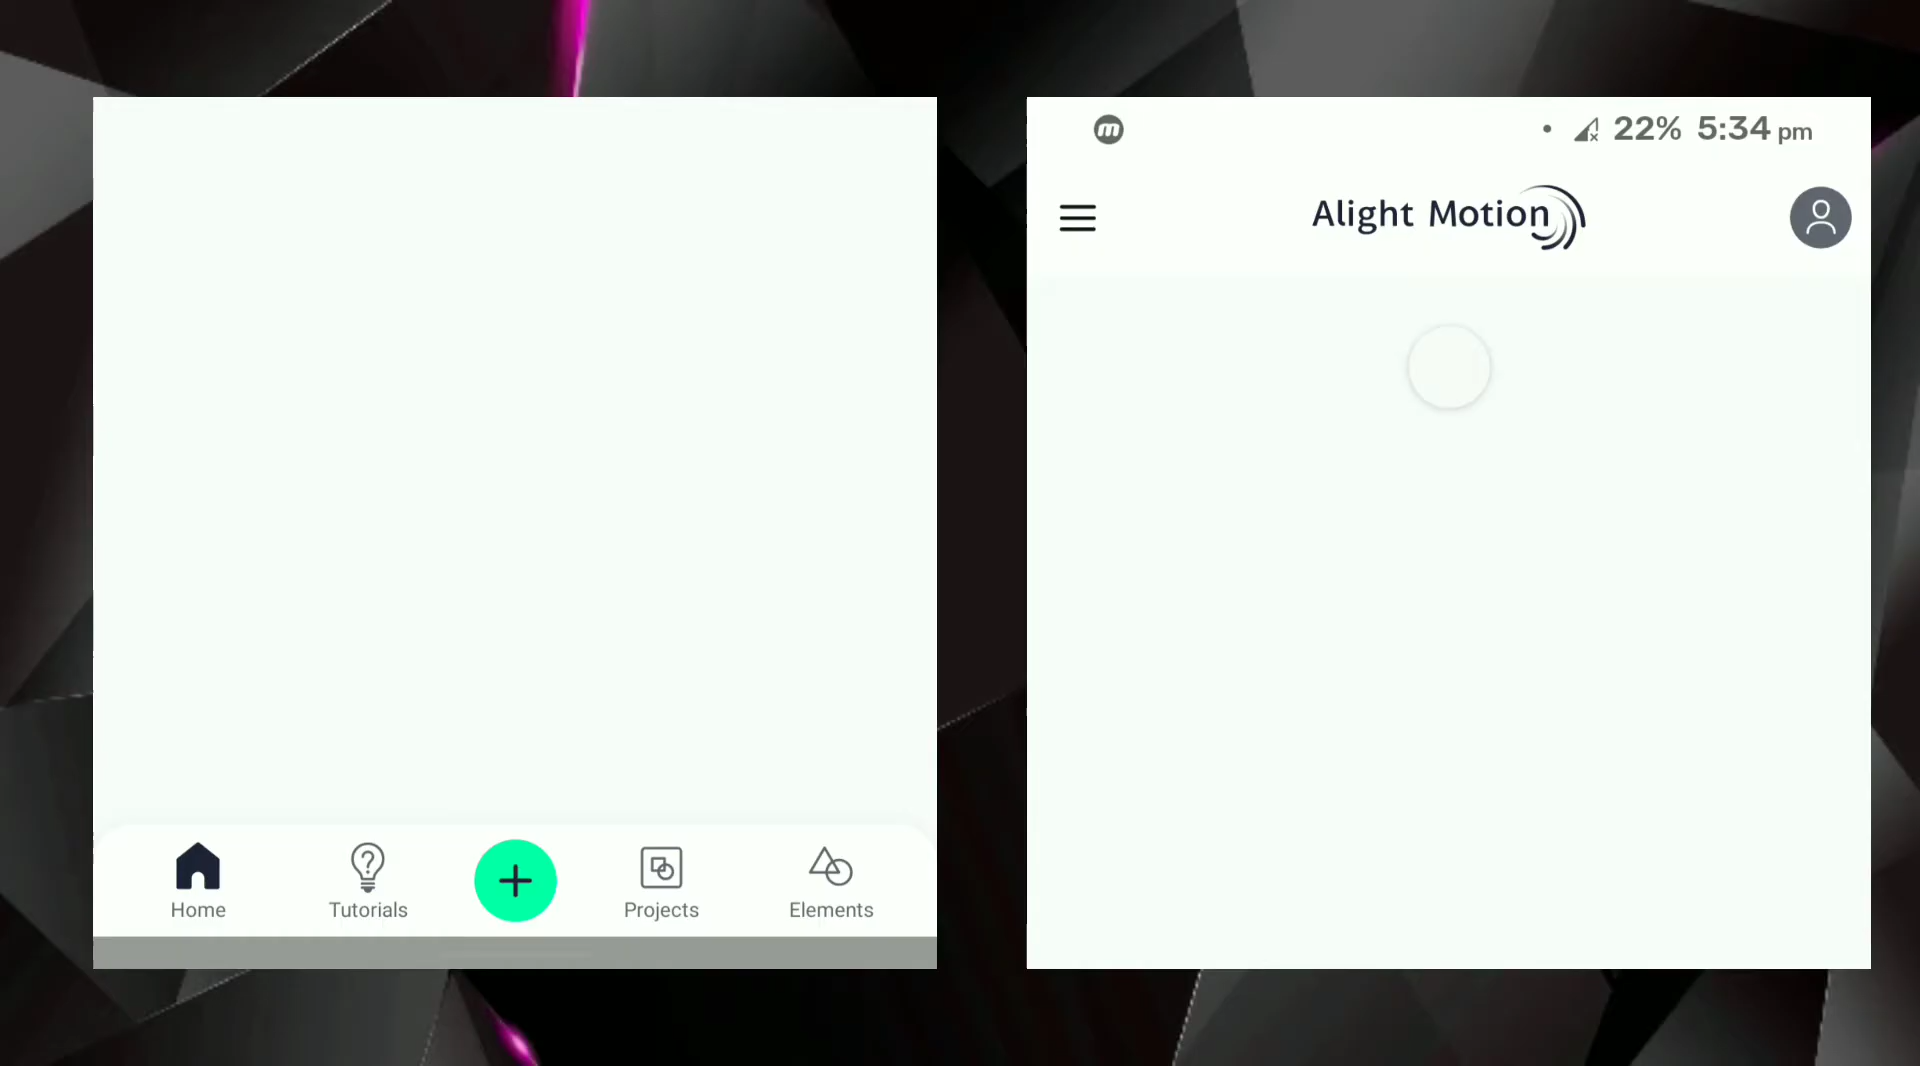 Home
Tutorials
Projects
Elements
22% 5:34 pm
Alight Motion